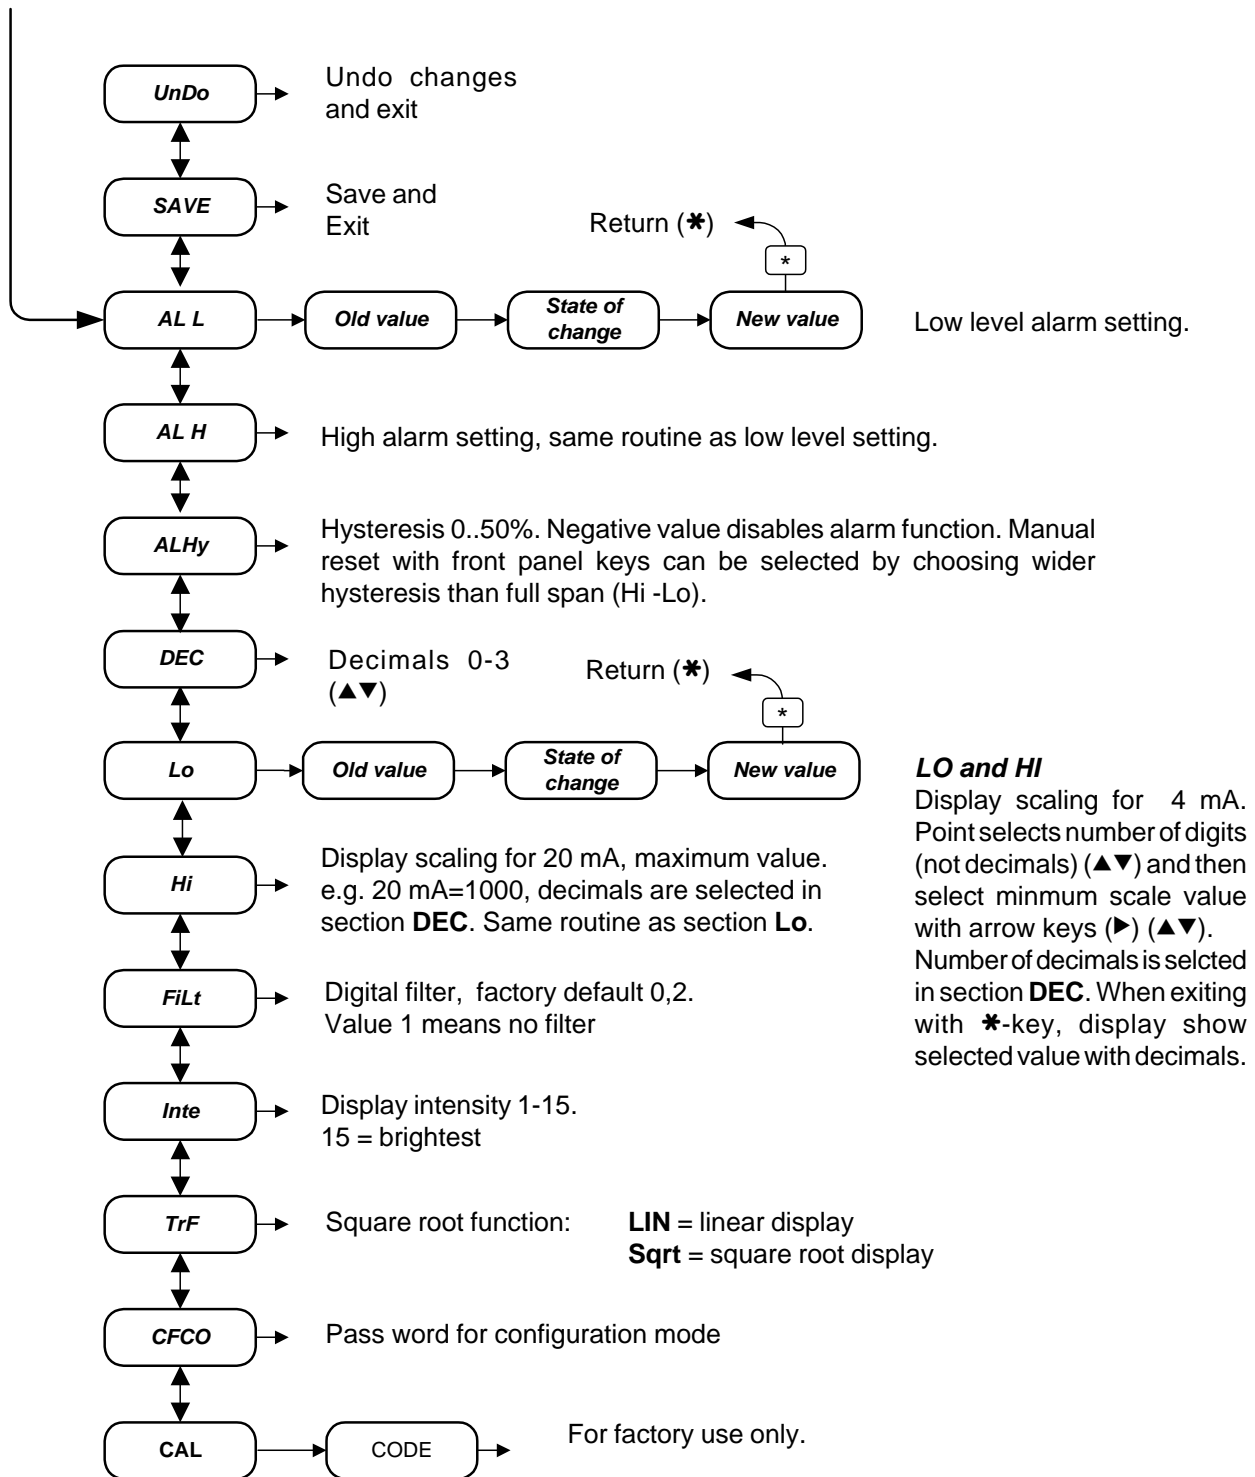 UnDo
Undo changes
and exit
SAVE
Save and
Exit
Return (✱)
*
AL L
Old value
State of
change
New value
Low level alarm setting.
AL H
High alarm setting, same routine as low level setting.
ALHy
Hysteresis 0..50%. Negative value disables alarm function. Manual
reset with front panel keys can be selected by choosing wider
hysteresis than full span (Hi -Lo).
DEC
Decimals 0-3
(▲▼)
Return (✱)
*
Lo
Old value
State of
change
New value
LO and HI
Display scaling for 4 mA.
Point selects number of digits
(not decimals) (▲▼) and then
select minmum scale value
with arrow keys (▶) (▲▼).
Number of decimals is selcted
in section DEC. When exiting
with ✱-key, display show
selected value with decimals.
Hi
Display scaling for 20 mA, maximum value.
e.g. 20 mA=1000, decimals are selected in
section DEC. Same routine as section Lo.
FiLt
Digital filter, factory default 0,2.
Value 1 means no filter
Inte
Display intensity 1-15.
15 = brightest
TrF
Square root function: LIN = linear display
Sqrt = square root display
CFCO
Pass word for configuration mode
CAL
CODE
For factory use only.